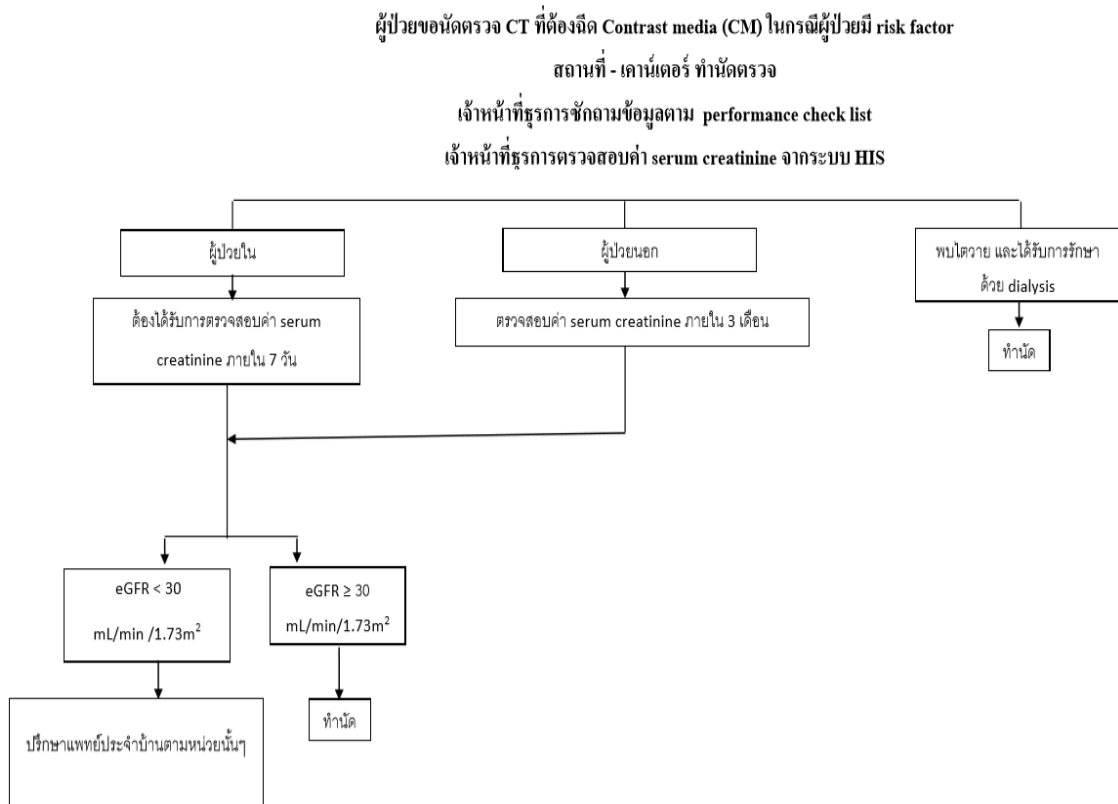 ผู้ป่วยขอนัดตรวจ CT ที่ต้องฉีด Contrast media (CM) ในกรณีผู้ป่วยมี risk factor
สถานที่ - เคาน์เตอร์ ทำนัดตรวจ
เจ้าหน้าที่ธุรการซักถามข้อมูลตาม performance check list
เจ้าหน้าที่ธุรการตรวจสอบค่า serum creatinine จากระบบ HIS
ผู้ป่วยใน
ผู้ป่วยนอก
พบไตวาย และได้รับการรักษา
ด้วย dialysis
ต้องได้รับการตรวจสอบค่า serum
creatinine ภายใน 7 วัน
ตรวจสอบค่า serum creatinine ภายใน 3 เดือน
ทำนัด
eGFR < 30
mL/min /1.73m²
eGFR ≥ 30
mL/min/1.73m²
ปรึกษาแพทย์ประจำบ้านตามหน่วยนั้นๆ
ทำนัด